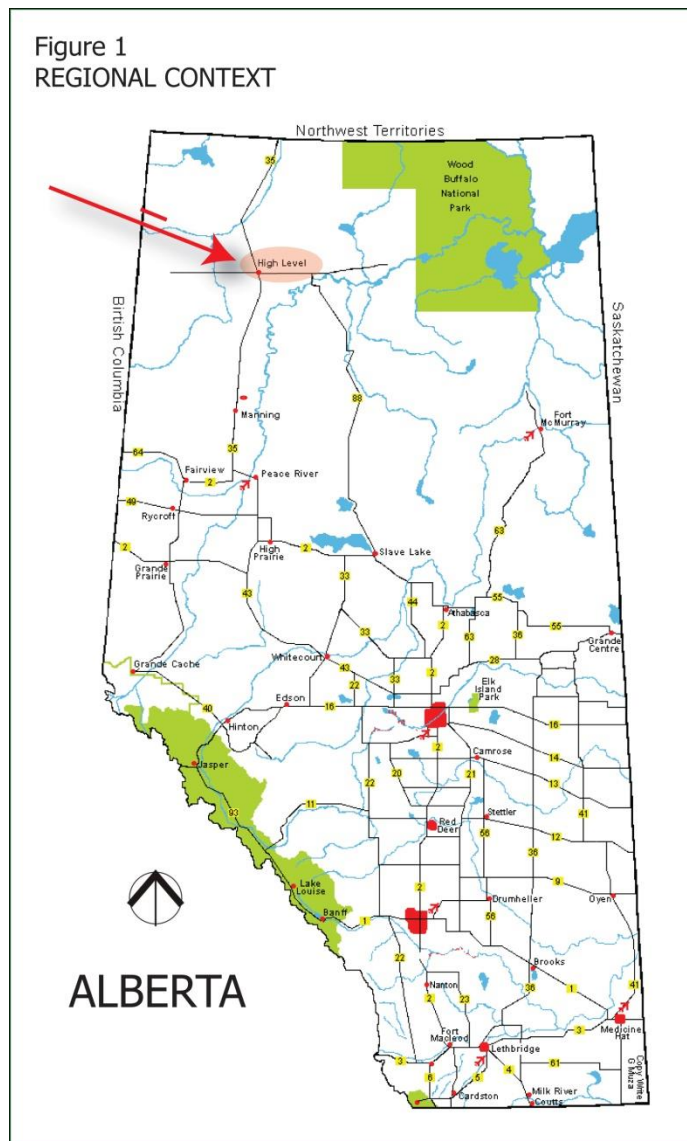 Figure 1
REGIONAL CONTEXT
Northwest Territories
35
Wood
Buffalo
National
Park
High Level
Birtish Columbia
Saskatchewan
Manning
88
Fort
McMurray
64
35
Fairview
2
Peace River
49
Rycroft
63
2
High
Prairie
2
Slave Lake
Grande
Prairie
33
43
44
55
Athabasca
2
33
63
36
55
Grande
Centre
Whitecourt
43
28
Grande Cache
22
33
2
Elk
Island
Park
Edson
16
40
Hinton
16
2
14
Camrose
Jasper
22
20
21
13
41
93
11
Red
Deer
Stettler
56
12
36
Lake
Louise
2
9
Drumheller
Oyen
Banff
1
56
22
Brooks
ALBERTA
Nanton
36
1
41
2
23
Fort
Macleod
3
Medicine
Hat
3
Lethbridge
61
6
5
4
Cardston
Milk River
Coutts
Copy Write
G Muza